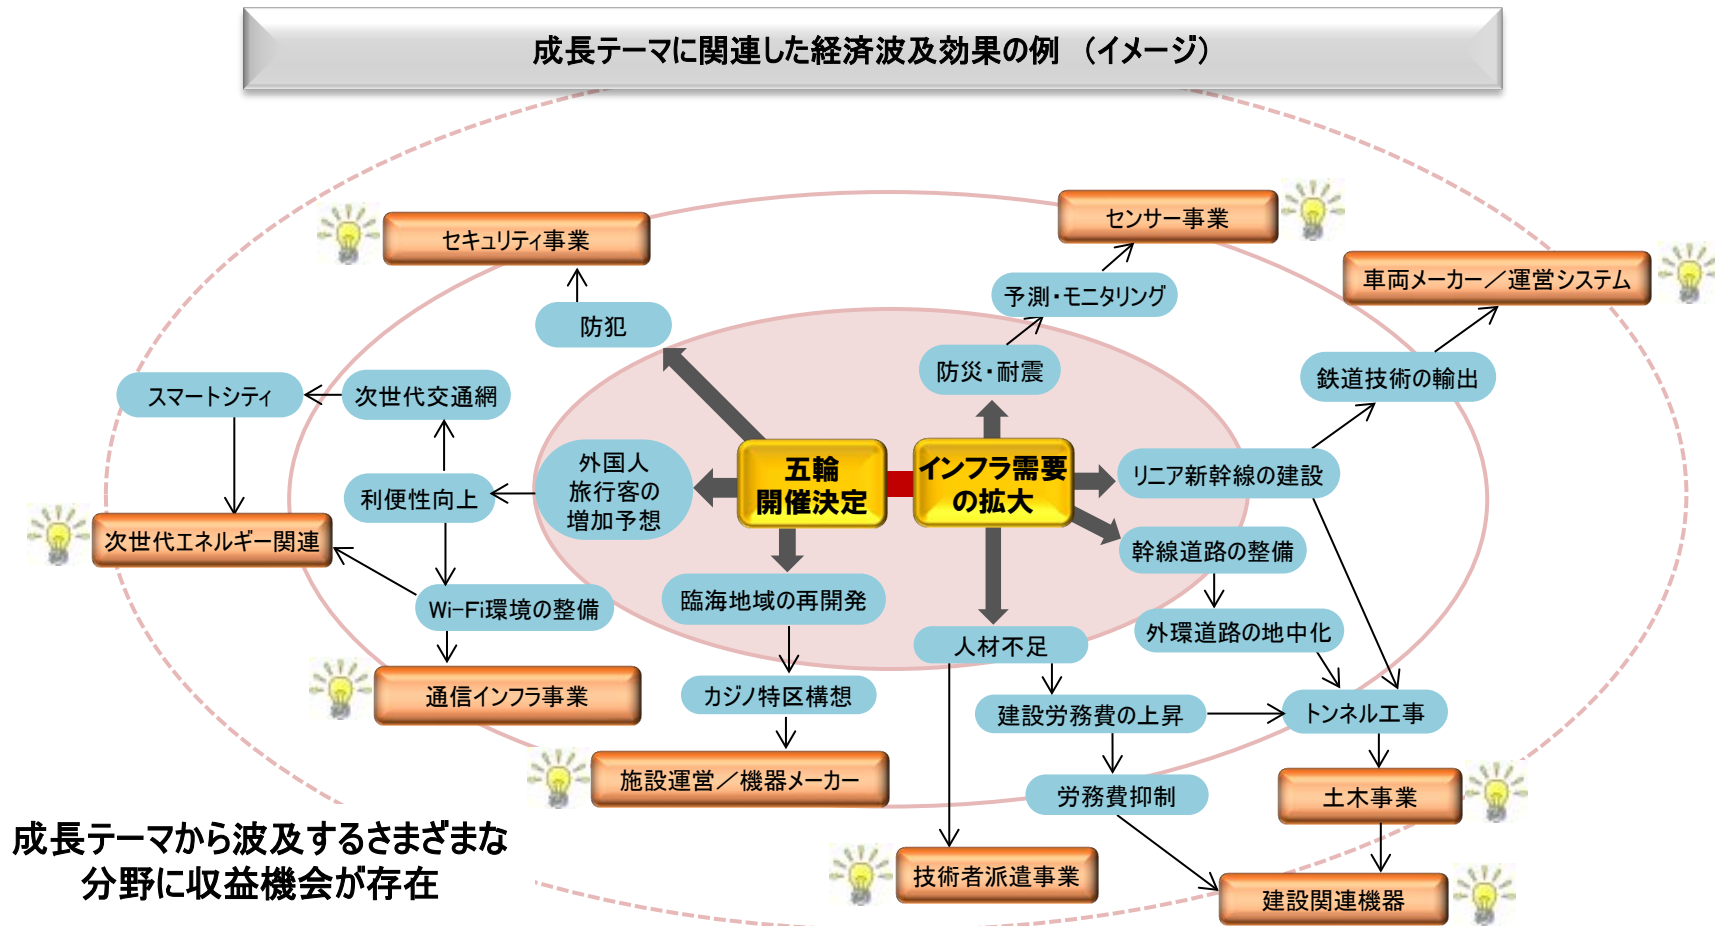 成長テーマに関連した経済波及効果の例 （イメージ）
セキュリティ事業
センサー事業
車両メーカー／運営システム
防犯
予測・モニタリング
防災・耐震
鉄道技術の輸出
スマートシティ
次世代交通網
外国人
旅行客の
増加予想
五輪
開催決定
インフラ需要
の拡大
リニア新幹線の建設
利便性向上
次世代エネルギー関連
幹線道路の整備
Wi-Fi環境の整備
臨海地域の再開発
外環道路の地中化
人材不足
通信インフラ事業
カジノ特区構想
建設労務費の上昇
トンネル工事
施設運営／機器メーカー
労務費抑制
土木事業
成長テーマから波及するさまざまな
分野に収益機会が存在
技術者派遣事業
建設関連機器